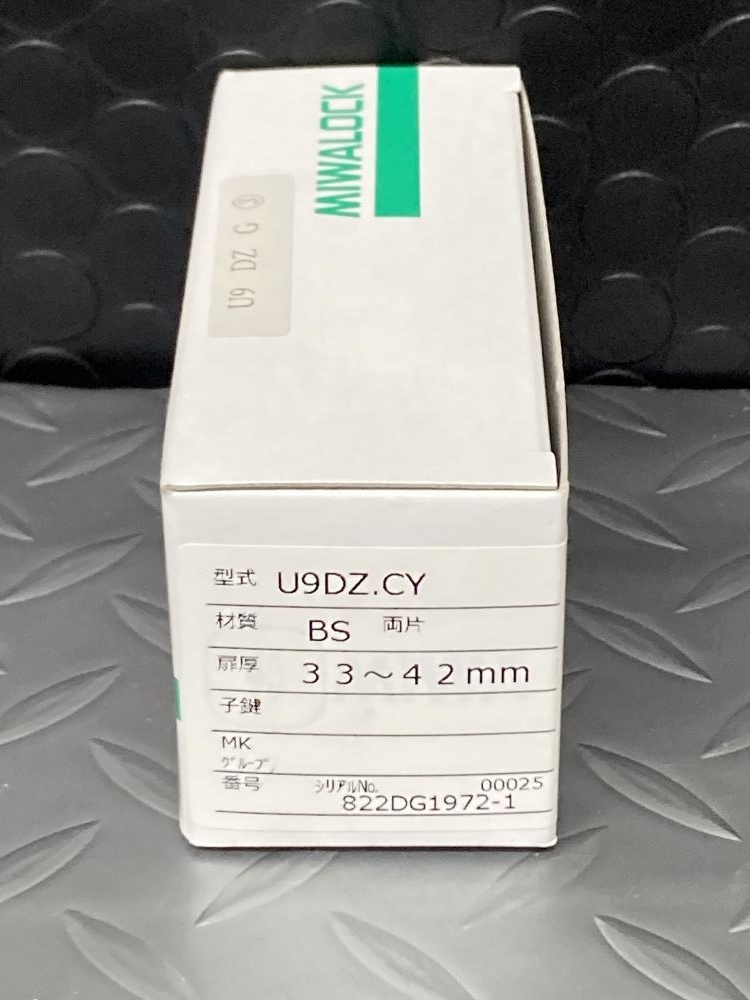 MIWALOCK
U9 DZ G ③
型式 U9DZ.CY
材質 BS 両片
扉厚 33～42mm
子鍵
MK
グループ
番号 シリアルNo. 00025
822DG1972-1